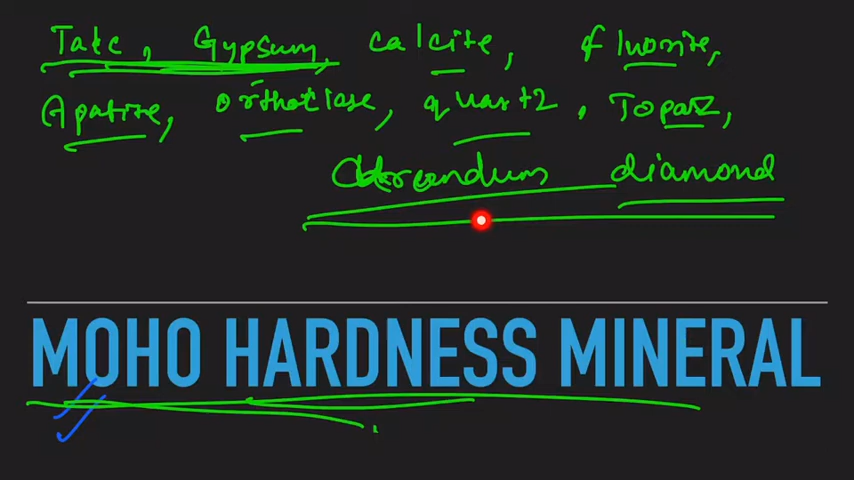 Talc, Gypsum, calcite, fluorite,
Apatite, orthoclase, quartz, Topaz,
Corundum diamond
MOHO HARDNESS MINERAL